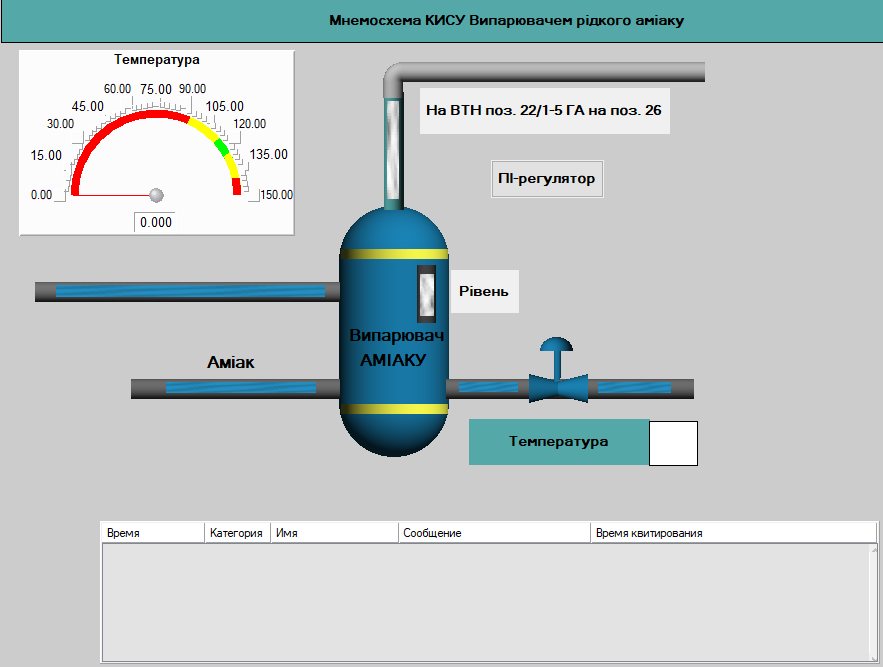 Мнемосхема КИСУ Випарювачем рідкого аміаку
Температура
0.00
15.00
30.00
45.00
60.00
75.00
90.00
105.00
120.00
135.00
150.00
0.000
На ВТН поз. 22/1-5 ГА на поз. 26
ПІ-регулятор
Рівень
Випарювач
АМІАКУ
Аміак
Температура
Время Категория Имя Сообщение Время квитирования